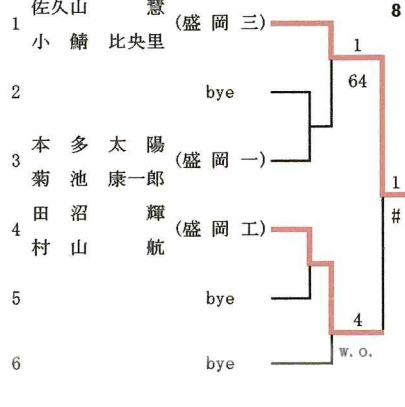 8
佐久山 慧
1 (盛岡三)
小鯖 比央里
1
64
2 bye
本多 太陽
3 (盛岡一)
菊池 康一郎
1
#
田沼 輝
4 (盛岡工)
村山 航
5 bye
4
w.o.
6 bye